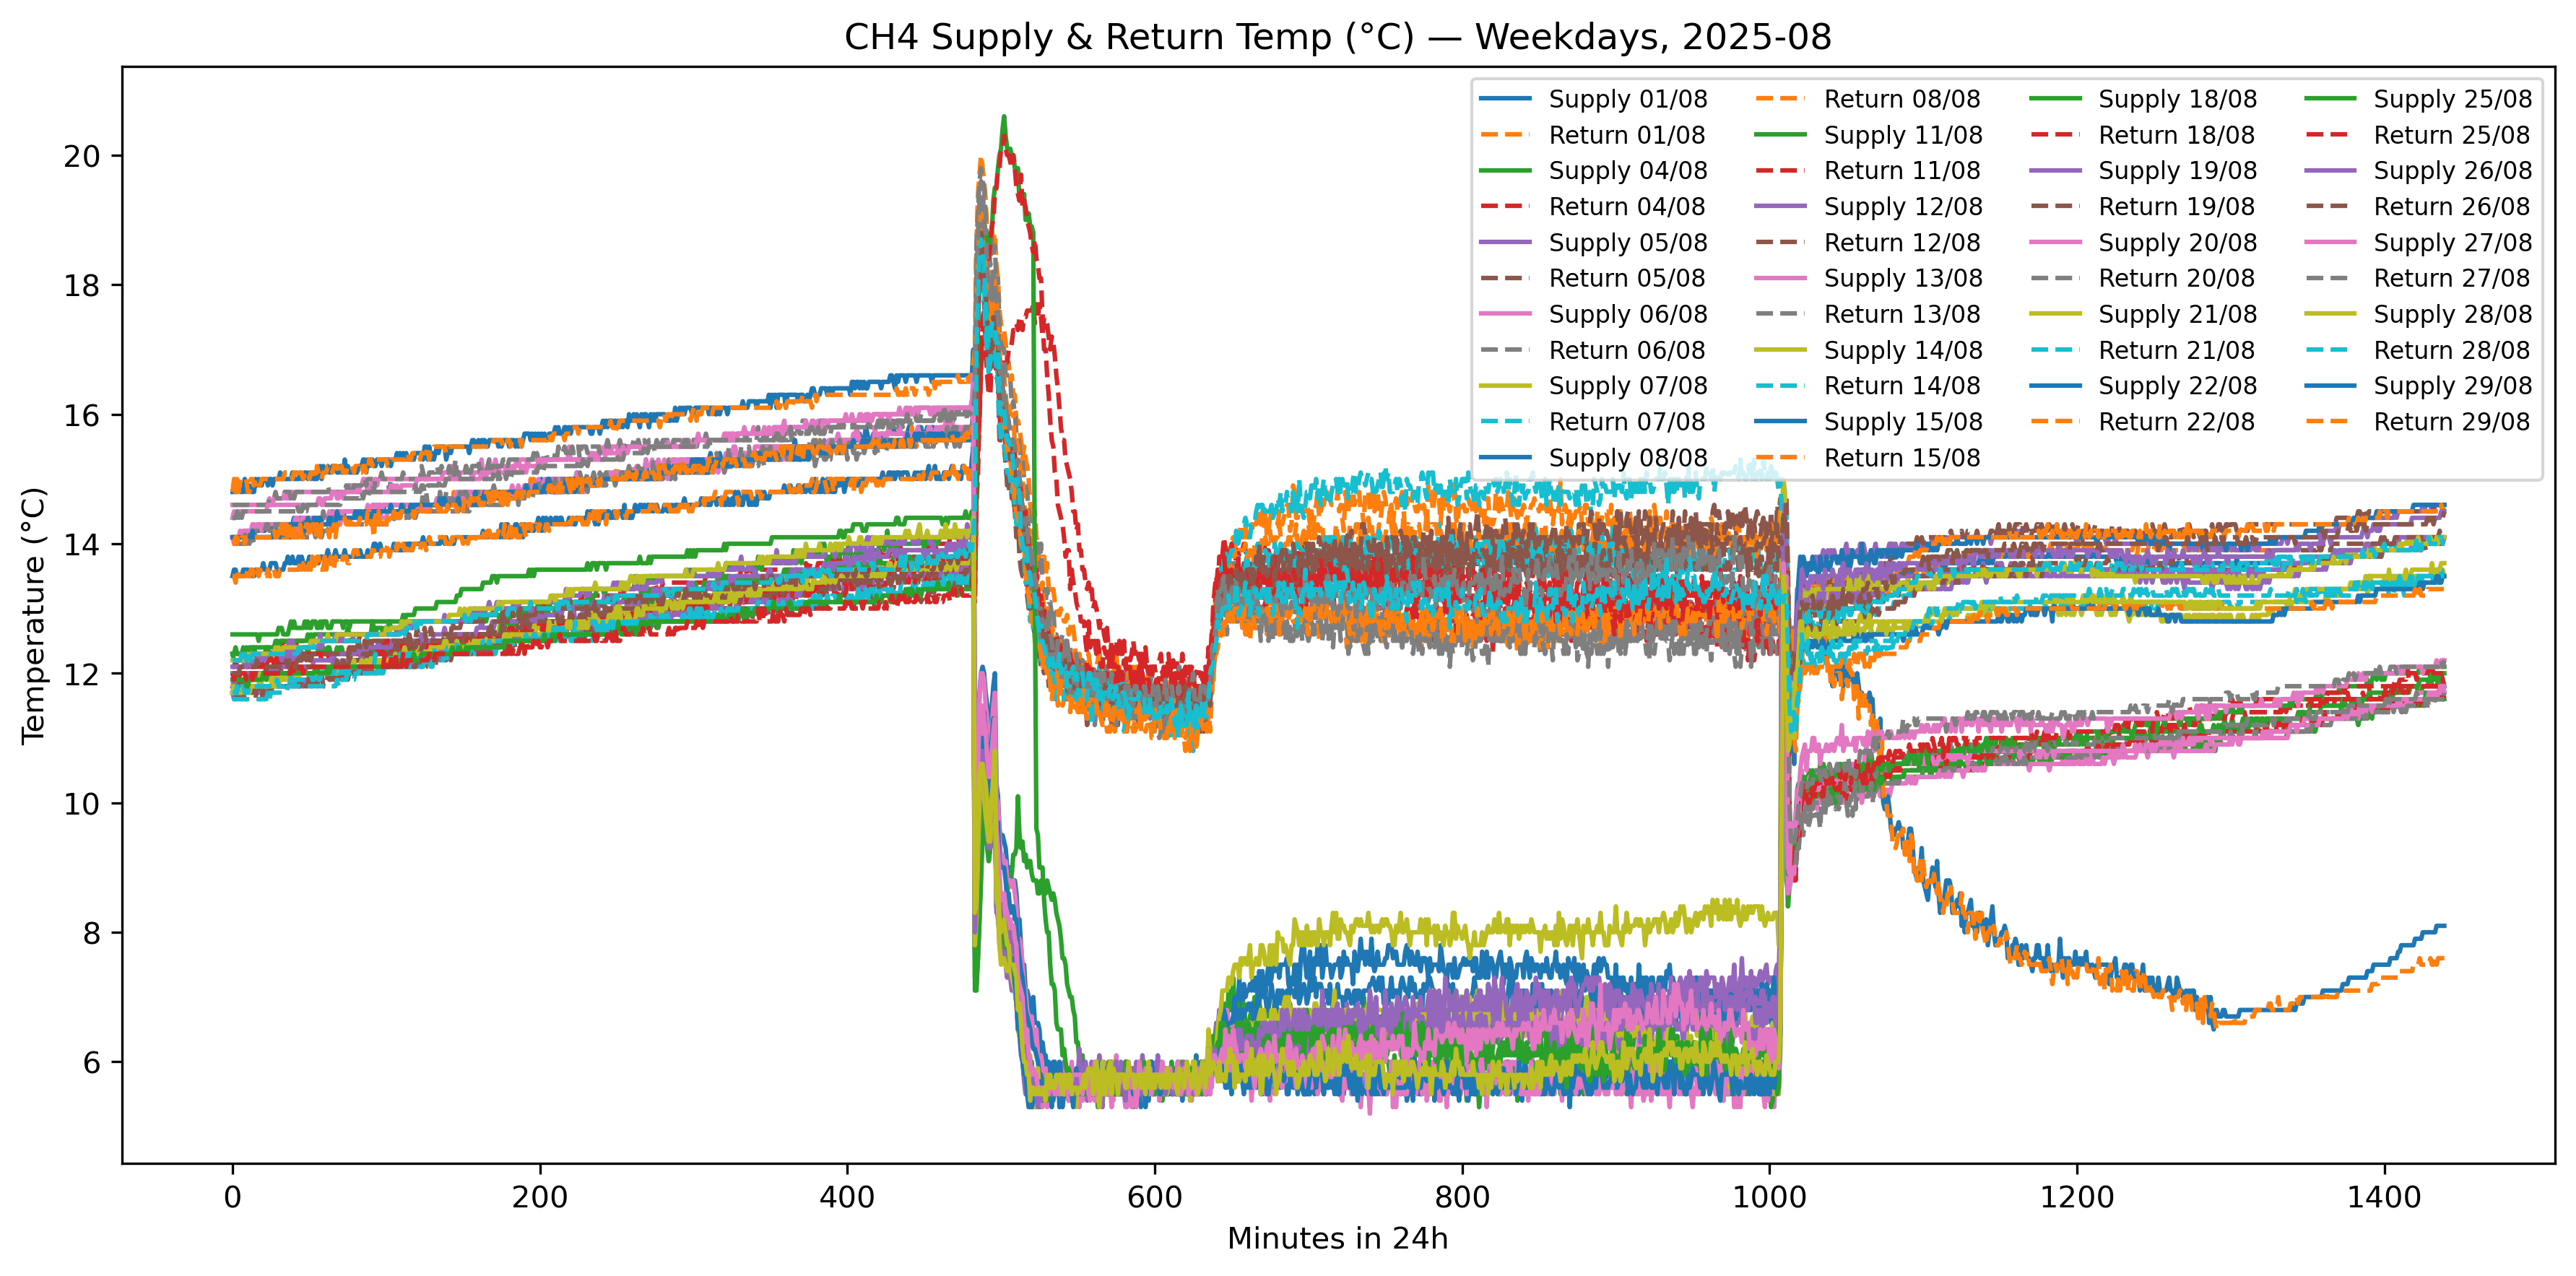 CH4 Supply & Return Temp (°C) — Weekdays, 2025-08
Temperature (°C)
20
18
16
14
12
10
8
6
0
200
400
600
800
1000
1200
1400
Minutes in 24h
Supply 01/08
Return 01/08
Supply 04/08
Return 04/08
Supply 05/08
Return 05/08
Supply 06/08
Return 06/08
Supply 07/08
Return 07/08
Supply 08/08
Return 08/08
Supply 11/08
Return 11/08
Supply 12/08
Return 12/08
Supply 13/08
Return 13/08
Supply 14/08
Return 14/08
Supply 15/08
Return 15/08
Supply 18/08
Return 18/08
Supply 19/08
Return 19/08
Supply 20/08
Return 20/08
Supply 21/08
Return 21/08
Supply 22/08
Return 22/08
Supply 25/08
Return 25/08
Supply 26/08
Return 26/08
Supply 27/08
Return 27/08
Supply 28/08
Return 28/08
Supply 29/08
Return 29/08